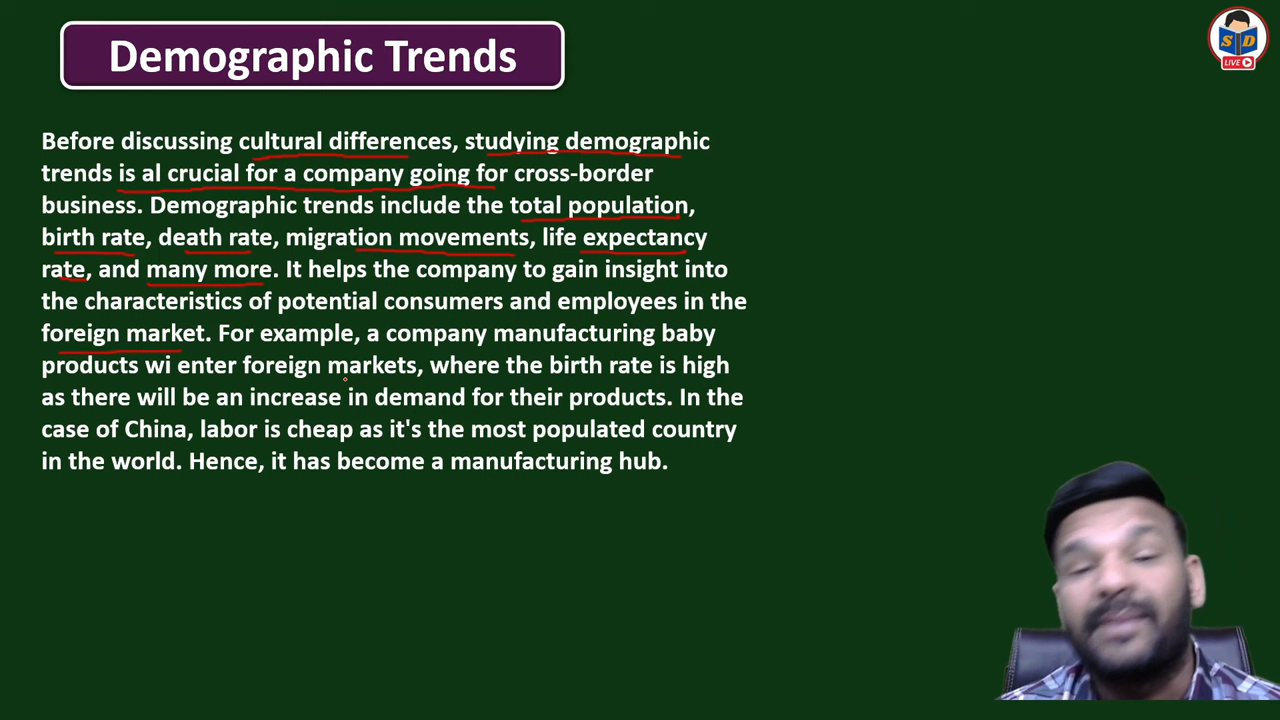 Demographic Trends
Before discussing cultural differences, studying demographic
trends is al crucial for a company going for cross-border
business. Demographic trends include the total population,
birth rate, death rate, migration movements, life expectancy
rate, and many more. It helps the company to gain insight into
the characteristics of potential consumers and employees in the
foreign market. For example, a company manufacturing baby
products wi enter foreign markets, where the birth rate is high
as there will be an increase in demand for their products. In the
case of China, labor is cheap as it's the most populated country
in the world. Hence, it has become a manufacturing hub.
S D
LIVE